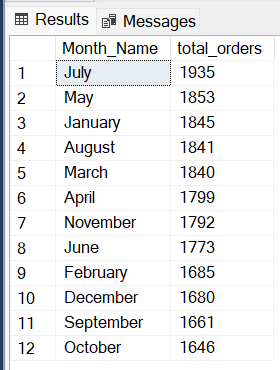 Results Messages
Month_Name total_orders
1 July 1935
2 May 1853
3 January 1845
4 August 1841
5 March 1840
6 April 1799
7 November 1792
8 June 1773
9 February 1685
10 December 1680
11 September 1661
12 October 1646